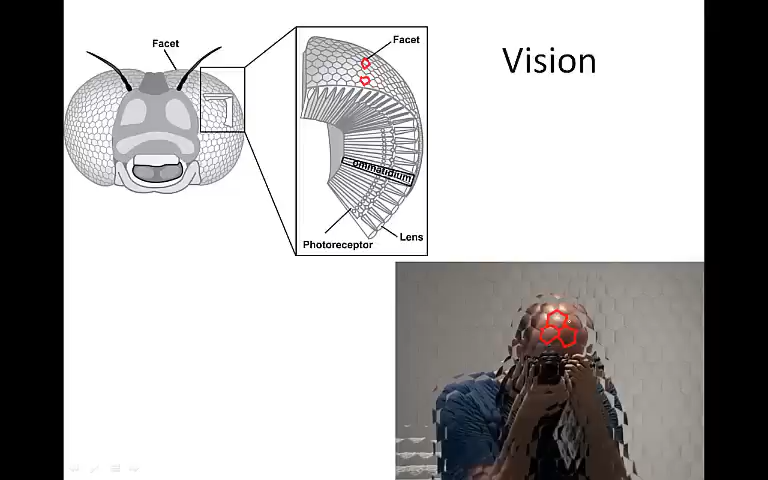 Facet
Facet
Vision
ommatidium
Photoreceptor
Lens